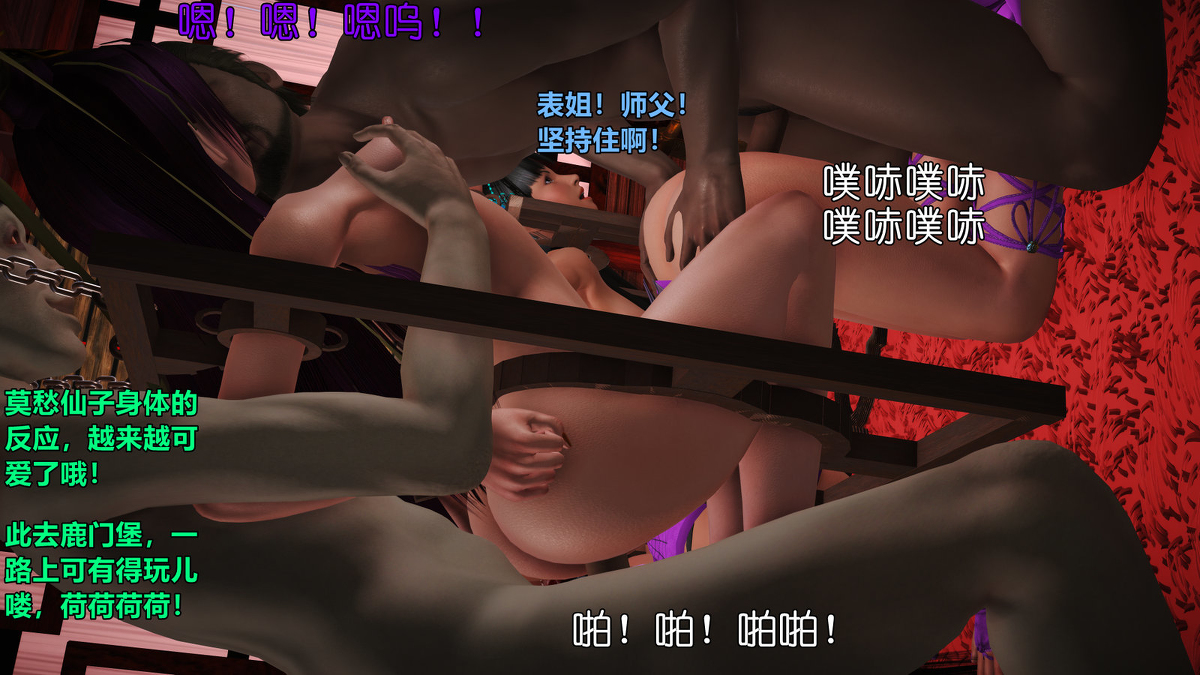 嗯！嗯！嗯呜！！
表姐！师父！
坚持住啊！
噗哧噗哧
噗哧噗哧
莫愁仙子身体的
反应，越来越可
爱了哦！
此去鹿门堡，一
路上可有得玩儿
喽，荷荷荷荷！
啪！啪！啪啪！